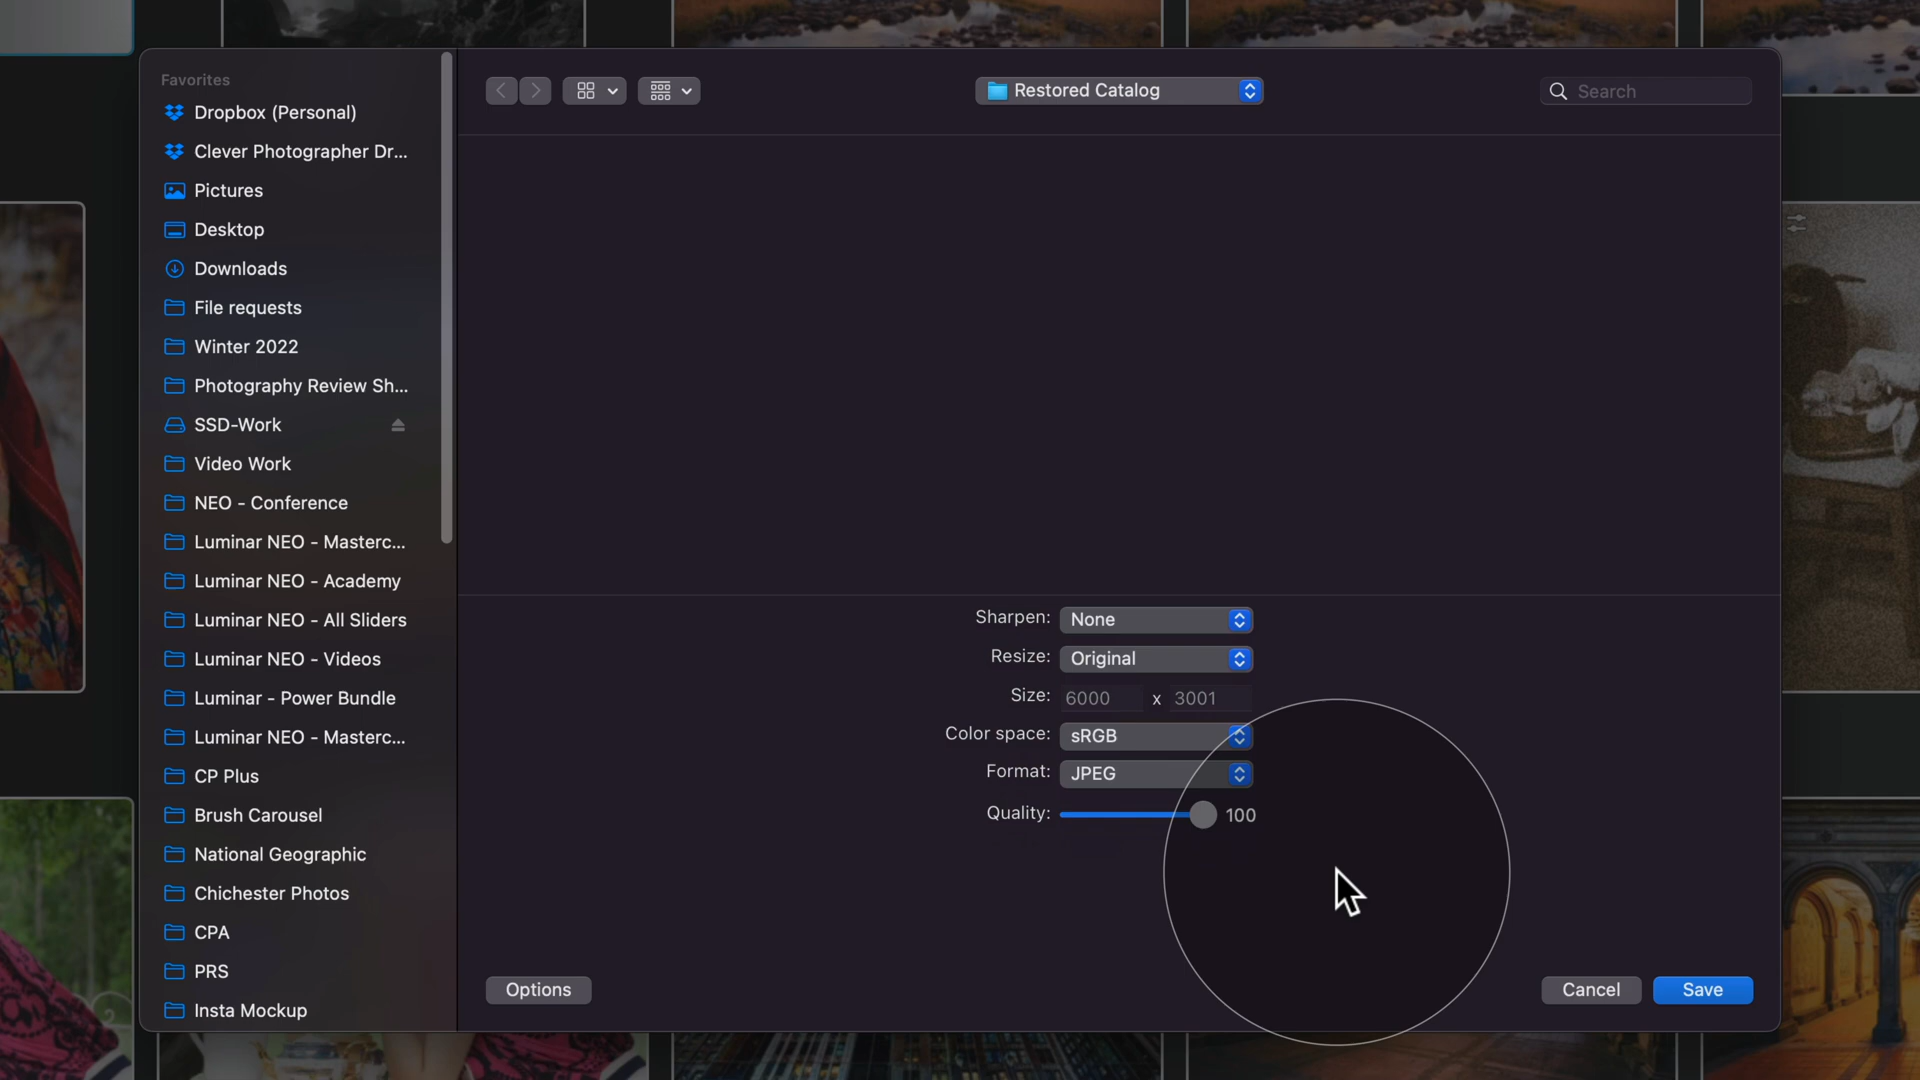 Favorites
Dropbox (Personal)
Clever Photographer Dr...
Pictures
Desktop
Downloads
File requests
Winter 2022
Photography Review Sh...
SSD-Work
Video Work
NEO - Conference
Luminar NEO - Masterc...
Luminar NEO - Academy
Luminar NEO - All Sliders
Luminar NEO - Videos
Luminar - Power Bundle
Luminar NEO - Masterc...
CP Plus
Brush Carousel
National Geographic
Chichester Photos
CPA
PRS
Insta Mockup
Restored Catalog
Search
Sharpen: None
Resize: Original
Size: 6000 x 3001
Color space: sRGB
Format: JPEG
Quality: 100
Options
Cancel
Save